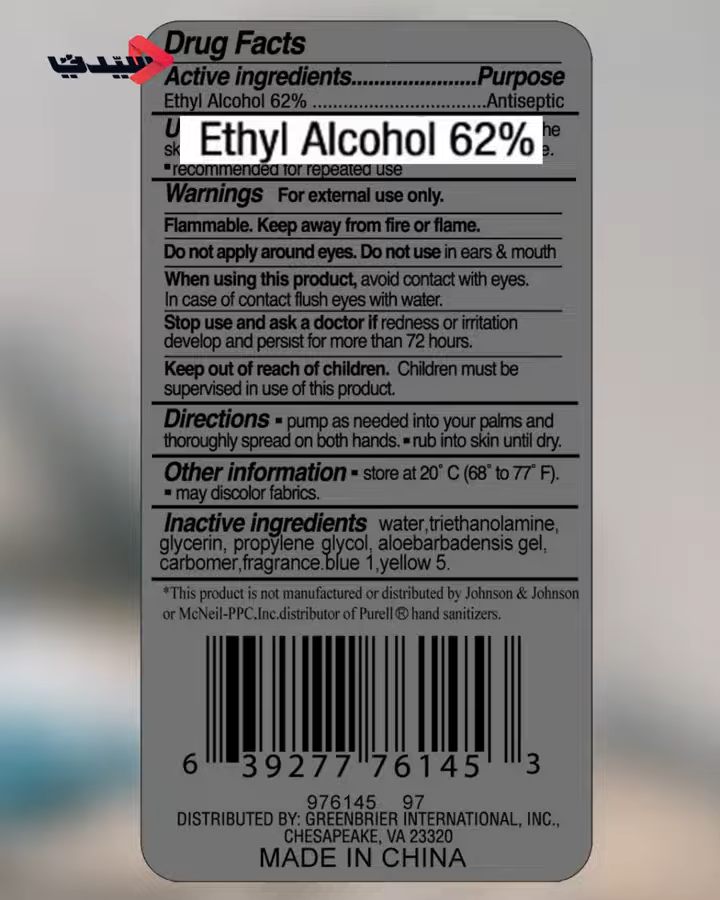 السيدي
Drug Facts
Active ingredients......................Purpose
Ethyl Alcohol 62% .................................Antiseptic
U he
Ethyl Alcohol 62%
sk e.
▪recommended for repeated use
Warnings For external use only.
Flammable. Keep away from fire or flame.
Do not apply around eyes. Do not use in ears & mouth
When using this product, avoid contact with eyes.
In case of contact flush eyes with water.
Stop use and ask a doctor if redness or irritation
develop and persist for more than 72 hours.
Keep out of reach of children. Children must be
supervised in use of this product.
Directions ▪ pump as needed into your palms and
thoroughly spread on both hands. ▪ rub into skin until dry.
Other information ▪ store at 20° C (68° to 77° F).
▪ may discolor fabrics.
Inactive ingredients water,triethanolamine,
glycerin, propylene glycol, aloebarbadensis gel,
carbomer,fragrance.blue 1,yellow 5.
*This product is not manufactured or distributed by Johnson & Johnson
or McNeil-PPC.Inc.distributor of Purell ® hand sanitizers.
6 39277 76145 3
976145 97
DISTRIBUTED BY: GREENBRIER INTERNATIONAL, INC.,
CHESAPEAKE, VA 23320
MADE IN CHINA